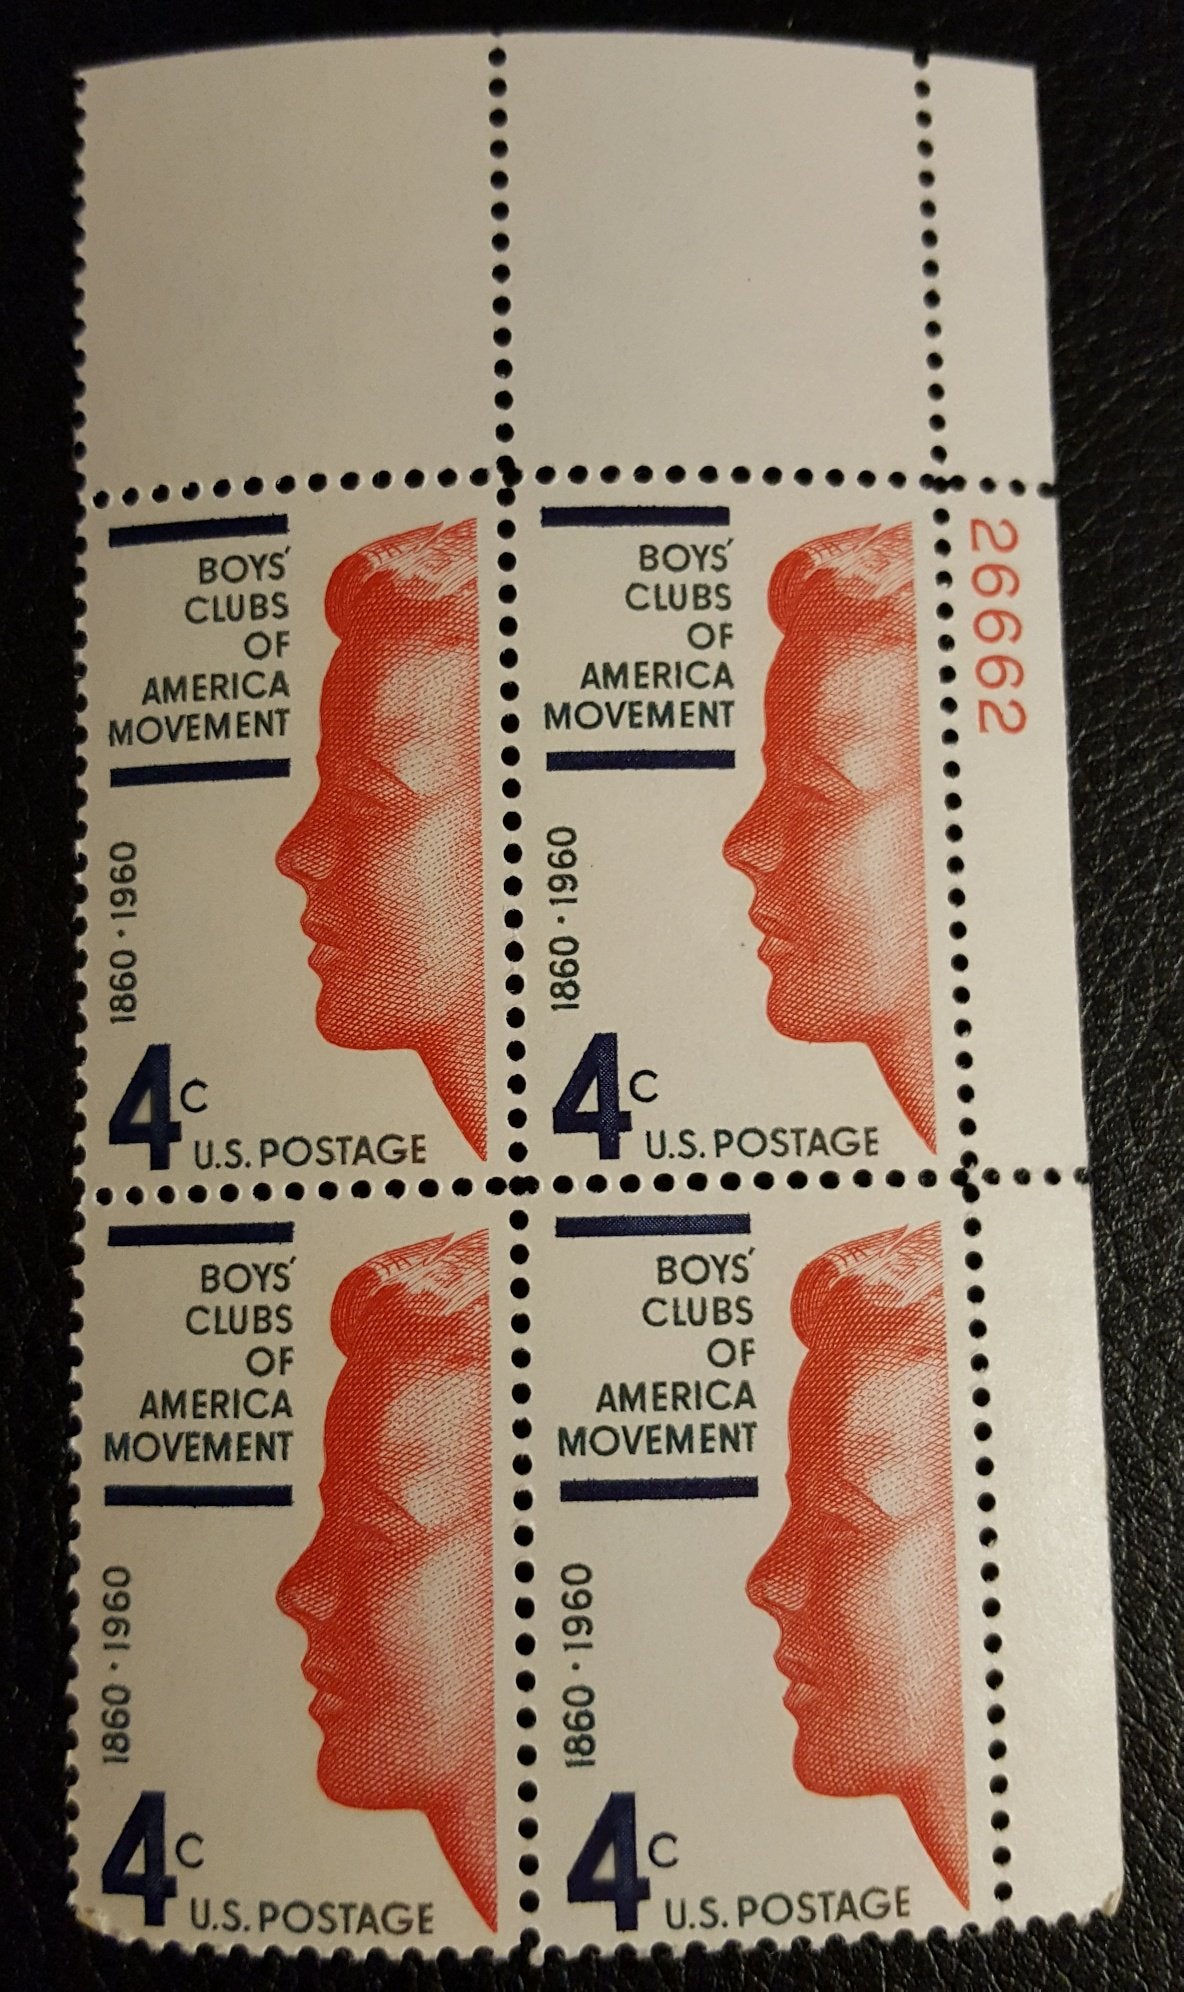 BOYS'
CLUBS
OF
AMERICA
MOVEMENT
1860 · 1960
4c
U.S. POSTAGE
BOYS'
CLUBS
OF
AMERICA
MOVEMENT
1860 · 1960
4c
U.S. POSTAGE
26662
BOYS'
CLUBS
OF
AMERICA
MOVEMENT
1860 · 1960
4c
U.S. POSTAGE
BOYS'
CLUBS
OF
AMERICA
MOVEMENT
1860 · 1960
4c
U.S. POSTAGE